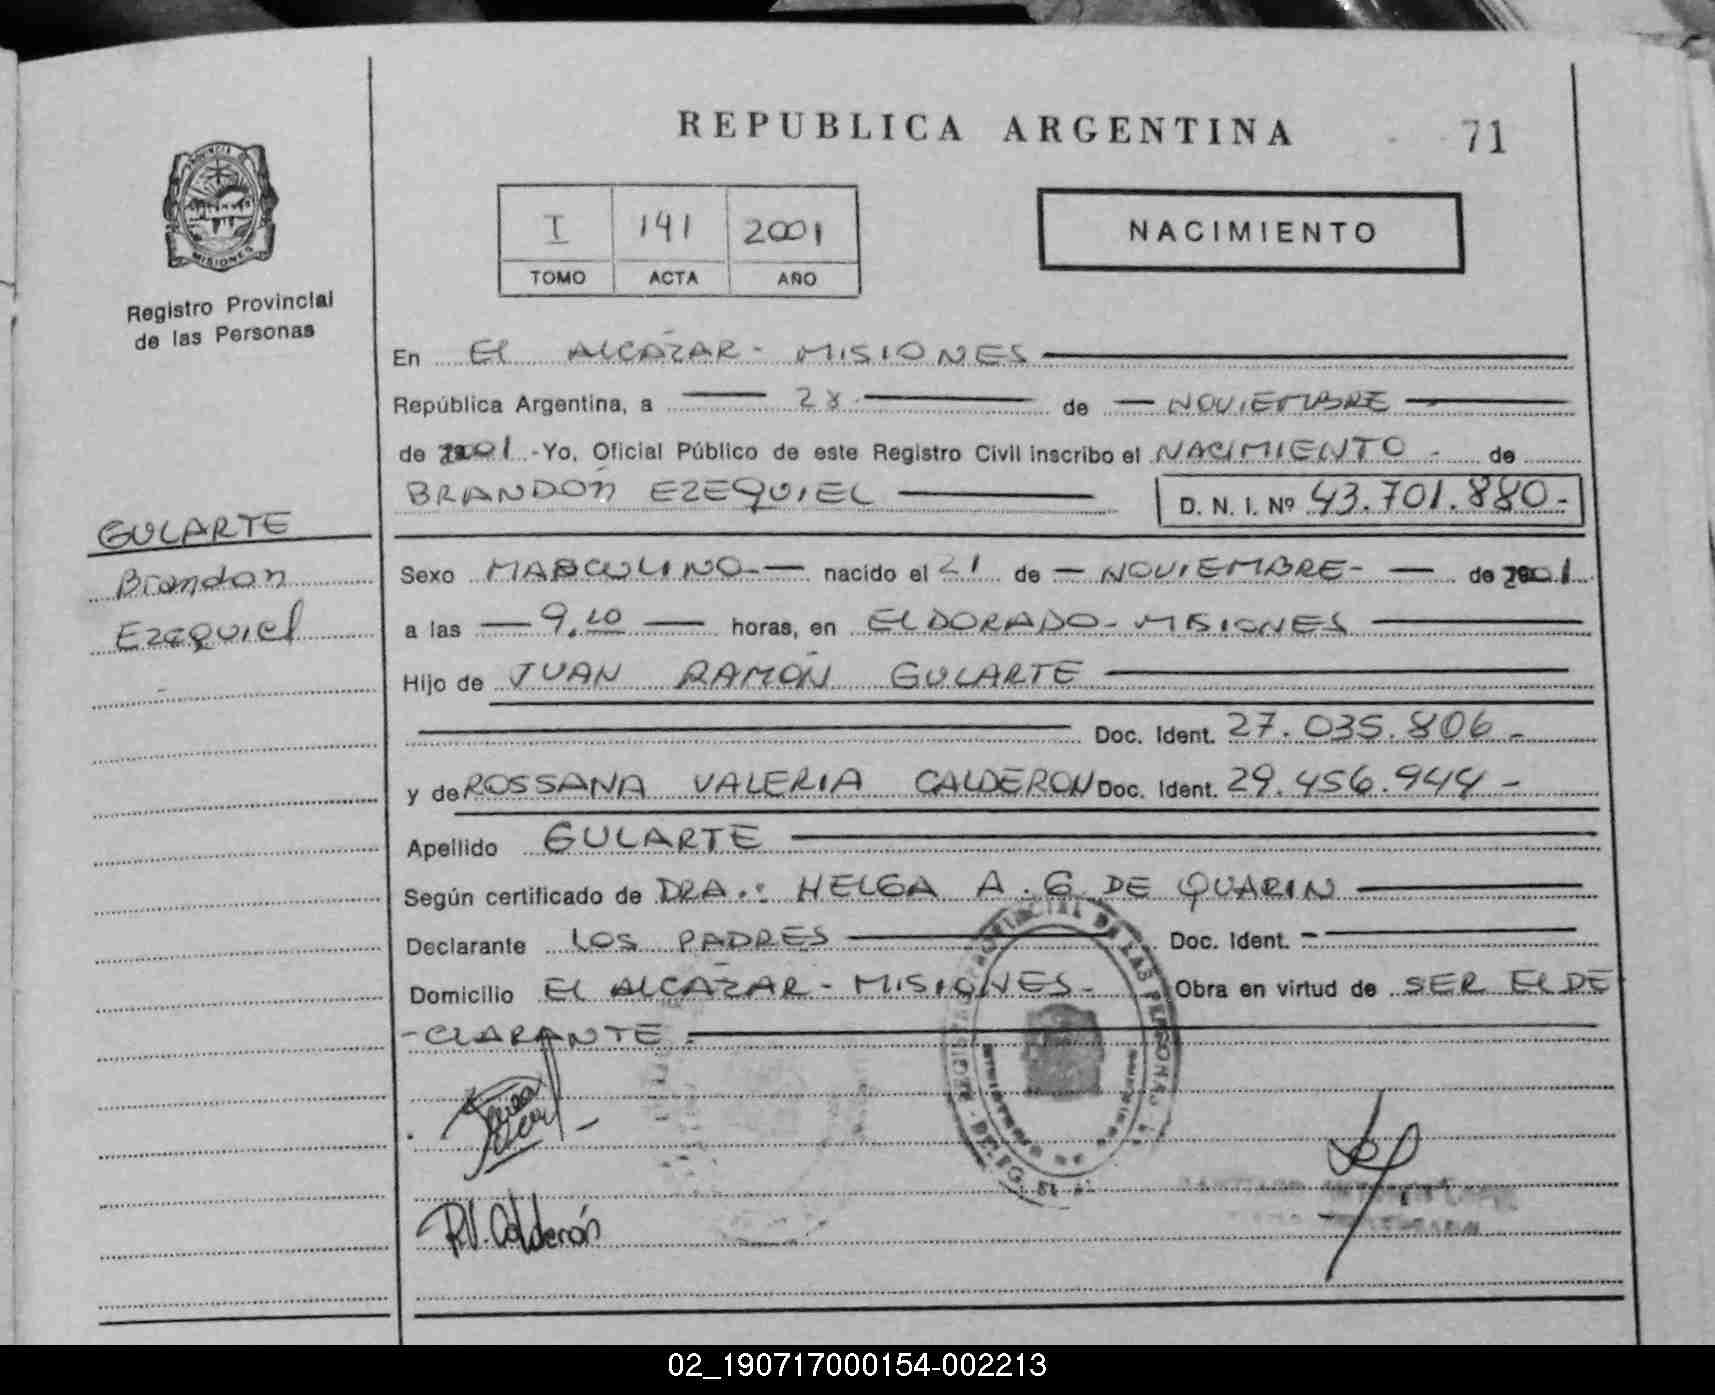 REPUBLICA ARGENTINA
71
PROVINCIA DE
MISIONES
Registro Provincial
de las Personas
I 141 2001
TOMO ACTA AÑO
NACIMIENTO
En El ALCAZAR - MISIONES
República Argentina, a 28 de NOVIEMBRE
de 2001 - Yo, Oficial Público de este Registro Civil inscribo el NACIMIENTO - de
BRANDON EZEQUIEL D. N. I. Nº 43.701.880-
GULARTE
Brandon
EZEQUIEl
Sexo MASCULINO - nacido el 21 de NOVIEMBRE - de 2001
a las 9,20 horas, en ELDORADO - MISIONES
Hijo de JUAN RAMÓN GULARTE
Doc. Ident. 27.035.806 -
y de ROSSANA VALERIA CALDERON Doc. Ident. 29.456.944 -
Apellido GULARTE
Según certificado de DRA.: HELGA A. G. DE QUARIN
Declarante LOS PADRES Doc. Ident. -
Domicilio El ALCAZAR - MISIONES - Obra en virtud de SER El DE
-CLARANTE.
R.V. Calderón
02_190717000154-002213